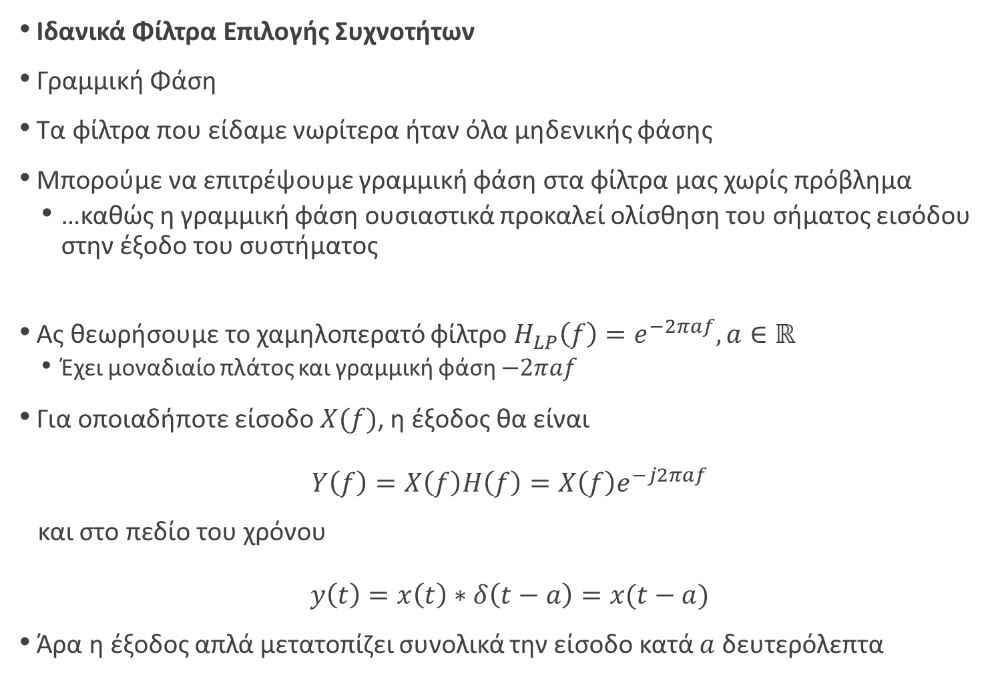 • Ιδανικά Φίλτρα Επιλογής Συχνοτήτων
• Γραμμική Φάση
• Τα φίλτρα που είδαμε νωρίτερα ήταν όλα μηδενικής φάσης
• Μπορούμε να επιτρέψουμε γραμμική φάση στα φίλτρα μας χωρίς πρόβλημα
• …καθώς η γραμμική φάση ουσιαστικά προκαλεί ολίσθηση του σήματος εισόδου
στην έξοδο του συστήματος
• Ας θεωρήσουμε το χαμηλοπερατό φίλτρο $H_{LP}(f) = e^{-2\pi a f}, a \in \mathbb{R}$
• Έχει μοναδιαίο πλάτος και γραμμική φάση $-2\pi a f$
• Για οποιαδήποτε είσοδο $X(f)$, η έξοδος θα είναι
$Y(f) = X(f)H(f) = X(f)e^{-j2\pi a f}$
και στο πεδίο του χρόνου
$y(t) = x(t) * \delta(t - a) = x(t - a)$
• Άρα η έξοδος απλά μετατοπίζει συνολικά την είσοδο κατά $a$ δευτερόλεπτα